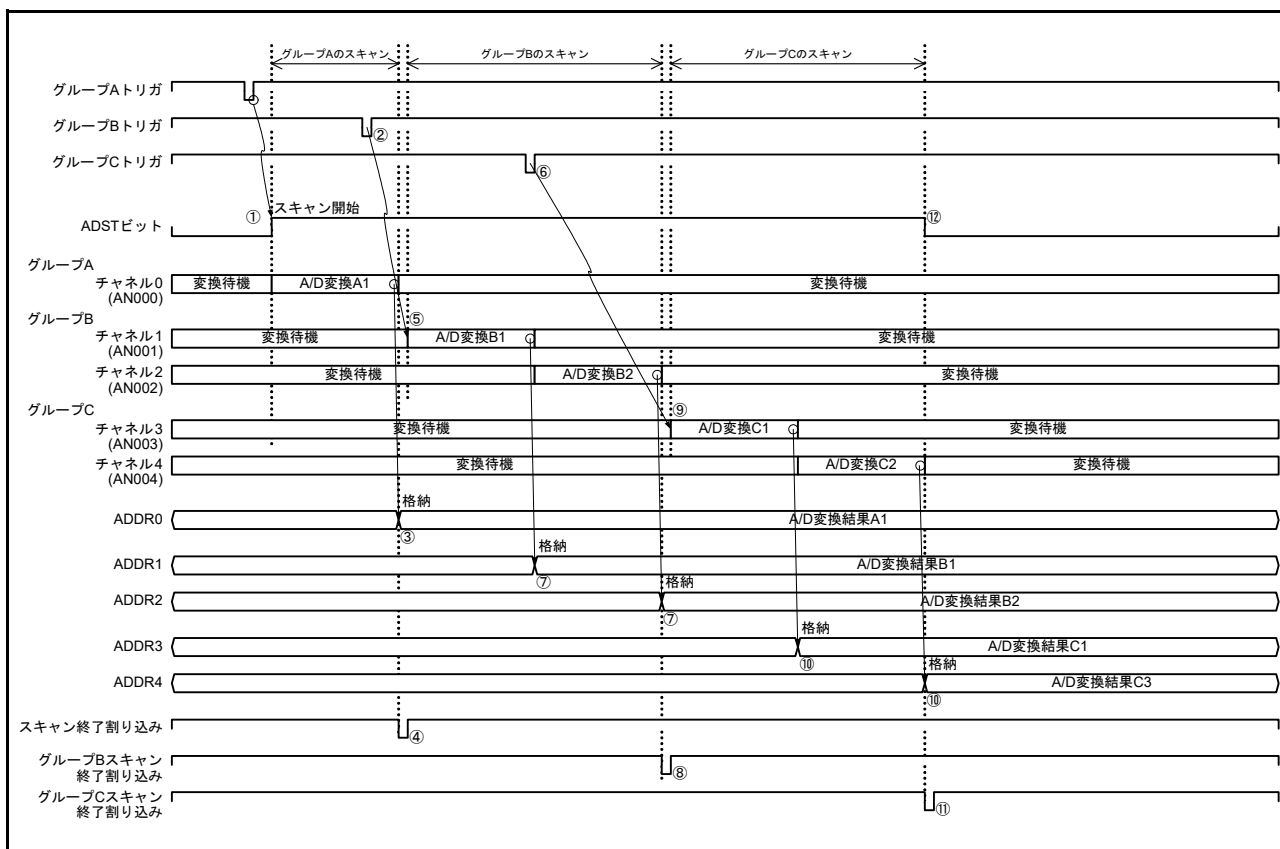 グループAのスキャン グループBのスキャン グループCのスキャン
グループAトリガ
グループBトリガ ②
グループCトリガ ⑥
スキャン開始
ADSTビット ① ⑫
グループA
チャネル0 変換待機 A/D変換A1 変換待機
(AN000)
グループB ⑤
チャネル1 変換待機 A/D変換B1 変換待機
(AN001)
チャネル2 変換待機 A/D変換B2 変換待機
(AN002)
グループC ⑨
チャネル3 変換待機 A/D変換C1 変換待機
(AN003)
チャネル4 変換待機 A/D変換C2 変換待機
(AN004)
格納
ADDR0 A/D変換結果A1
③
格納
ADDR1 A/D変換結果B1
⑦
格納
ADDR2 A/D変換結果B2
⑦
格納
ADDR3 A/D変換結果C1
⑩
格納
ADDR4 A/D変換結果C3
⑩
スキャン終了割り込み ④
グループBスキャン
終了割り込み ⑧
グループCスキャン
終了割り込み ⑪